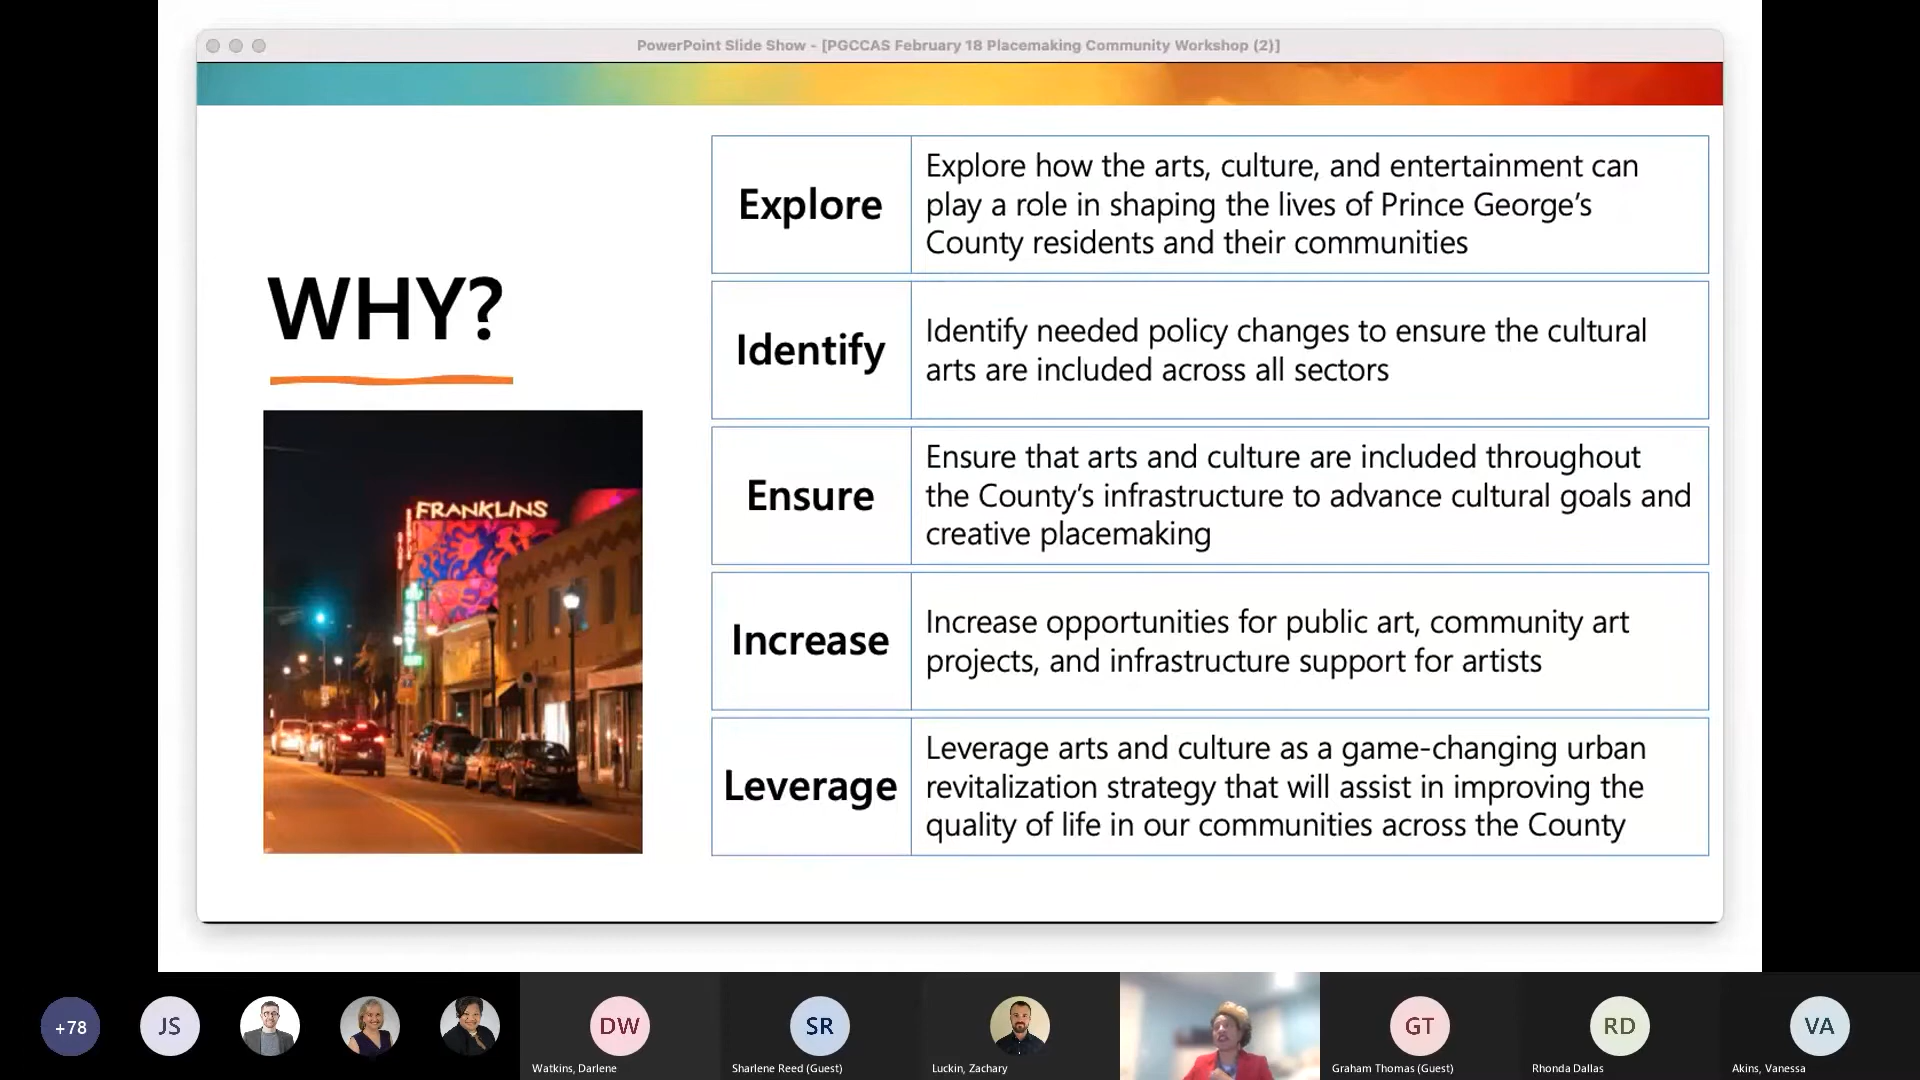 PowerPoint Slide Show - [PGCCAS February 18 Placemaking Community Workshop (2)]
WHY?
FRANKLINS
Explore
Explore how the arts, culture, and entertainment can
play a role in shaping the lives of Prince George’s
County residents and their communities
Identify
Identify needed policy changes to ensure the cultural
arts are included across all sectors
Ensure
Ensure that arts and culture are included throughout
the County’s infrastructure to advance cultural goals and
creative placemaking
Increase
Increase opportunities for public art, community art
projects, and infrastructure support for artists
Leverage
Leverage arts and culture as a game-changing urban
revitalization strategy that will assist in improving the
quality of life in our communities across the County
+78
JS
DW
Watkins, Darlene
SR
Sharlene Reed (Guest)
Luckin, Zachary
GT
Graham Thomas (Guest)
RD
Rhonda Dallas
VA
Akins, Vanessa